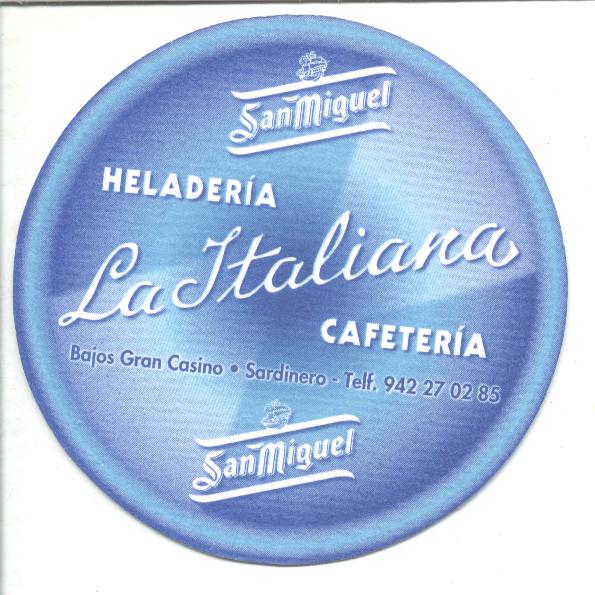 San Miguel
HELADERÍA
La Italiana
CAFETERÍA
Bajos Gran Casino • Sardinero - Telf. 942 27 02 85
San Miguel